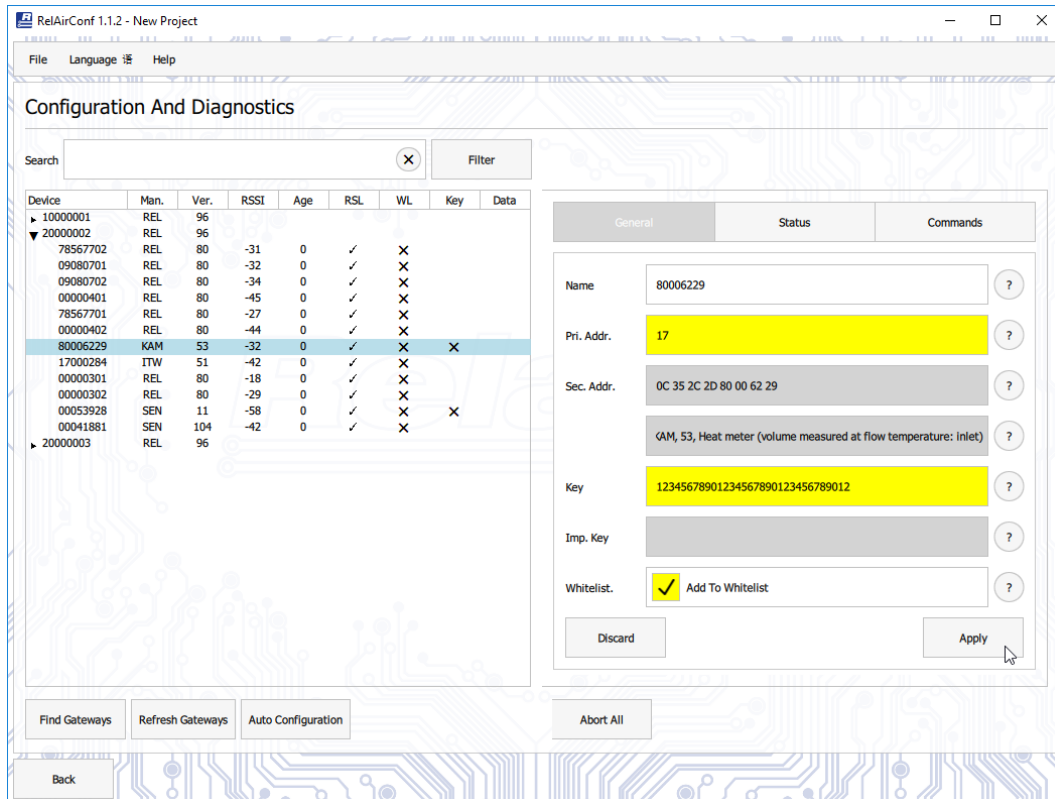 RelAirConf 1.1.2 - New Project
File Language 语 Help
Configuration And Diagnostics
Search Filter
Device Man. Ver. RSSI Age RSL WL Key Data
10000001 REL 96
20000002 REL 96
78567702 REL 80 -31 0 ✓ ✕
09080701 REL 80 -32 0 ✓ ✕
09080702 REL 80 -34 0 ✓ ✕
00000401 REL 80 -45 0 ✓ ✕
78567701 REL 80 -27 0 ✓ ✕
00000402 REL 80 -44 0 ✓ ✕
80006229 KAM 53 -32 0 ✓ ✕ ✕
17000284 ITW 51 -42 0 ✓ ✕
00000301 REL 80 -18 0 ✓ ✕
00000302 REL 80 -29 0 ✓ ✕
00053928 SEN 11 -58 0 ✓ ✕ ✕
00041881 SEN 104 -42 0 ✓ ✕
20000003 REL 96
General Status Commands
Name 80006229 ?
Pri. Addr. 17 ?
Sec. Addr. 0C 35 2C 2D 80 00 62 29 ?
KAM, 53, Heat meter (volume measured at flow temperature: inlet) ?
Key 12345678901234567890123456789012 ?
Imp. Key ?
Whitelist. ✓ Add To Whitelist ?
Discard Apply
Find Gateways Refresh Gateways Auto Configuration Abort All
Back